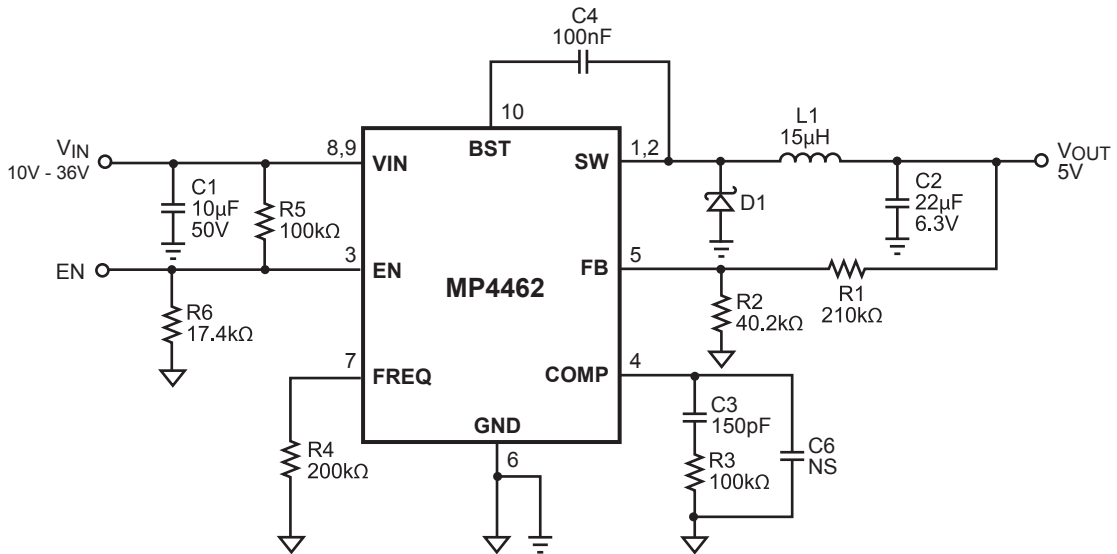 C4
100nF
10
L1
15µH
VIN
10V - 36V
8,9
VIN
BST
SW
1,2
VOUT
5V
C1
10µF
50V
R5
100kΩ
D1
C2
22µF
6.3V
EN
3
EN
MP4462
FB
5
R1
210kΩ
R2
40.2kΩ
R6
17.4kΩ
7
FREQ
COMP
4
GND
6
R4
200kΩ
C3
150pF
R3
100kΩ
C6
NS